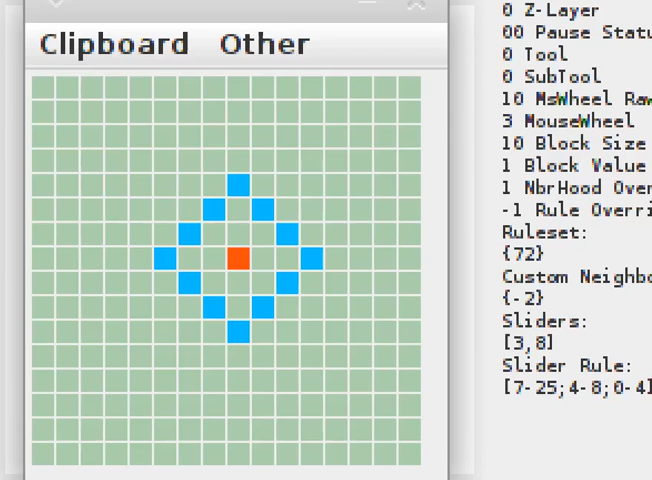 Clipboard Other
0 Z-Layer
00 Pause Statu
0 Tool
0 SubTool
10 MsWheel Raw
3 MouseWheel
10 Block Size
1 Block Value
1 NbrHood Over
-1 Rule Overri
Ruleset:
{72}
Custom Neighbo
{-2}
Sliders:
[3,8]
Slider Rule:
[7-25;4-8;0-4]